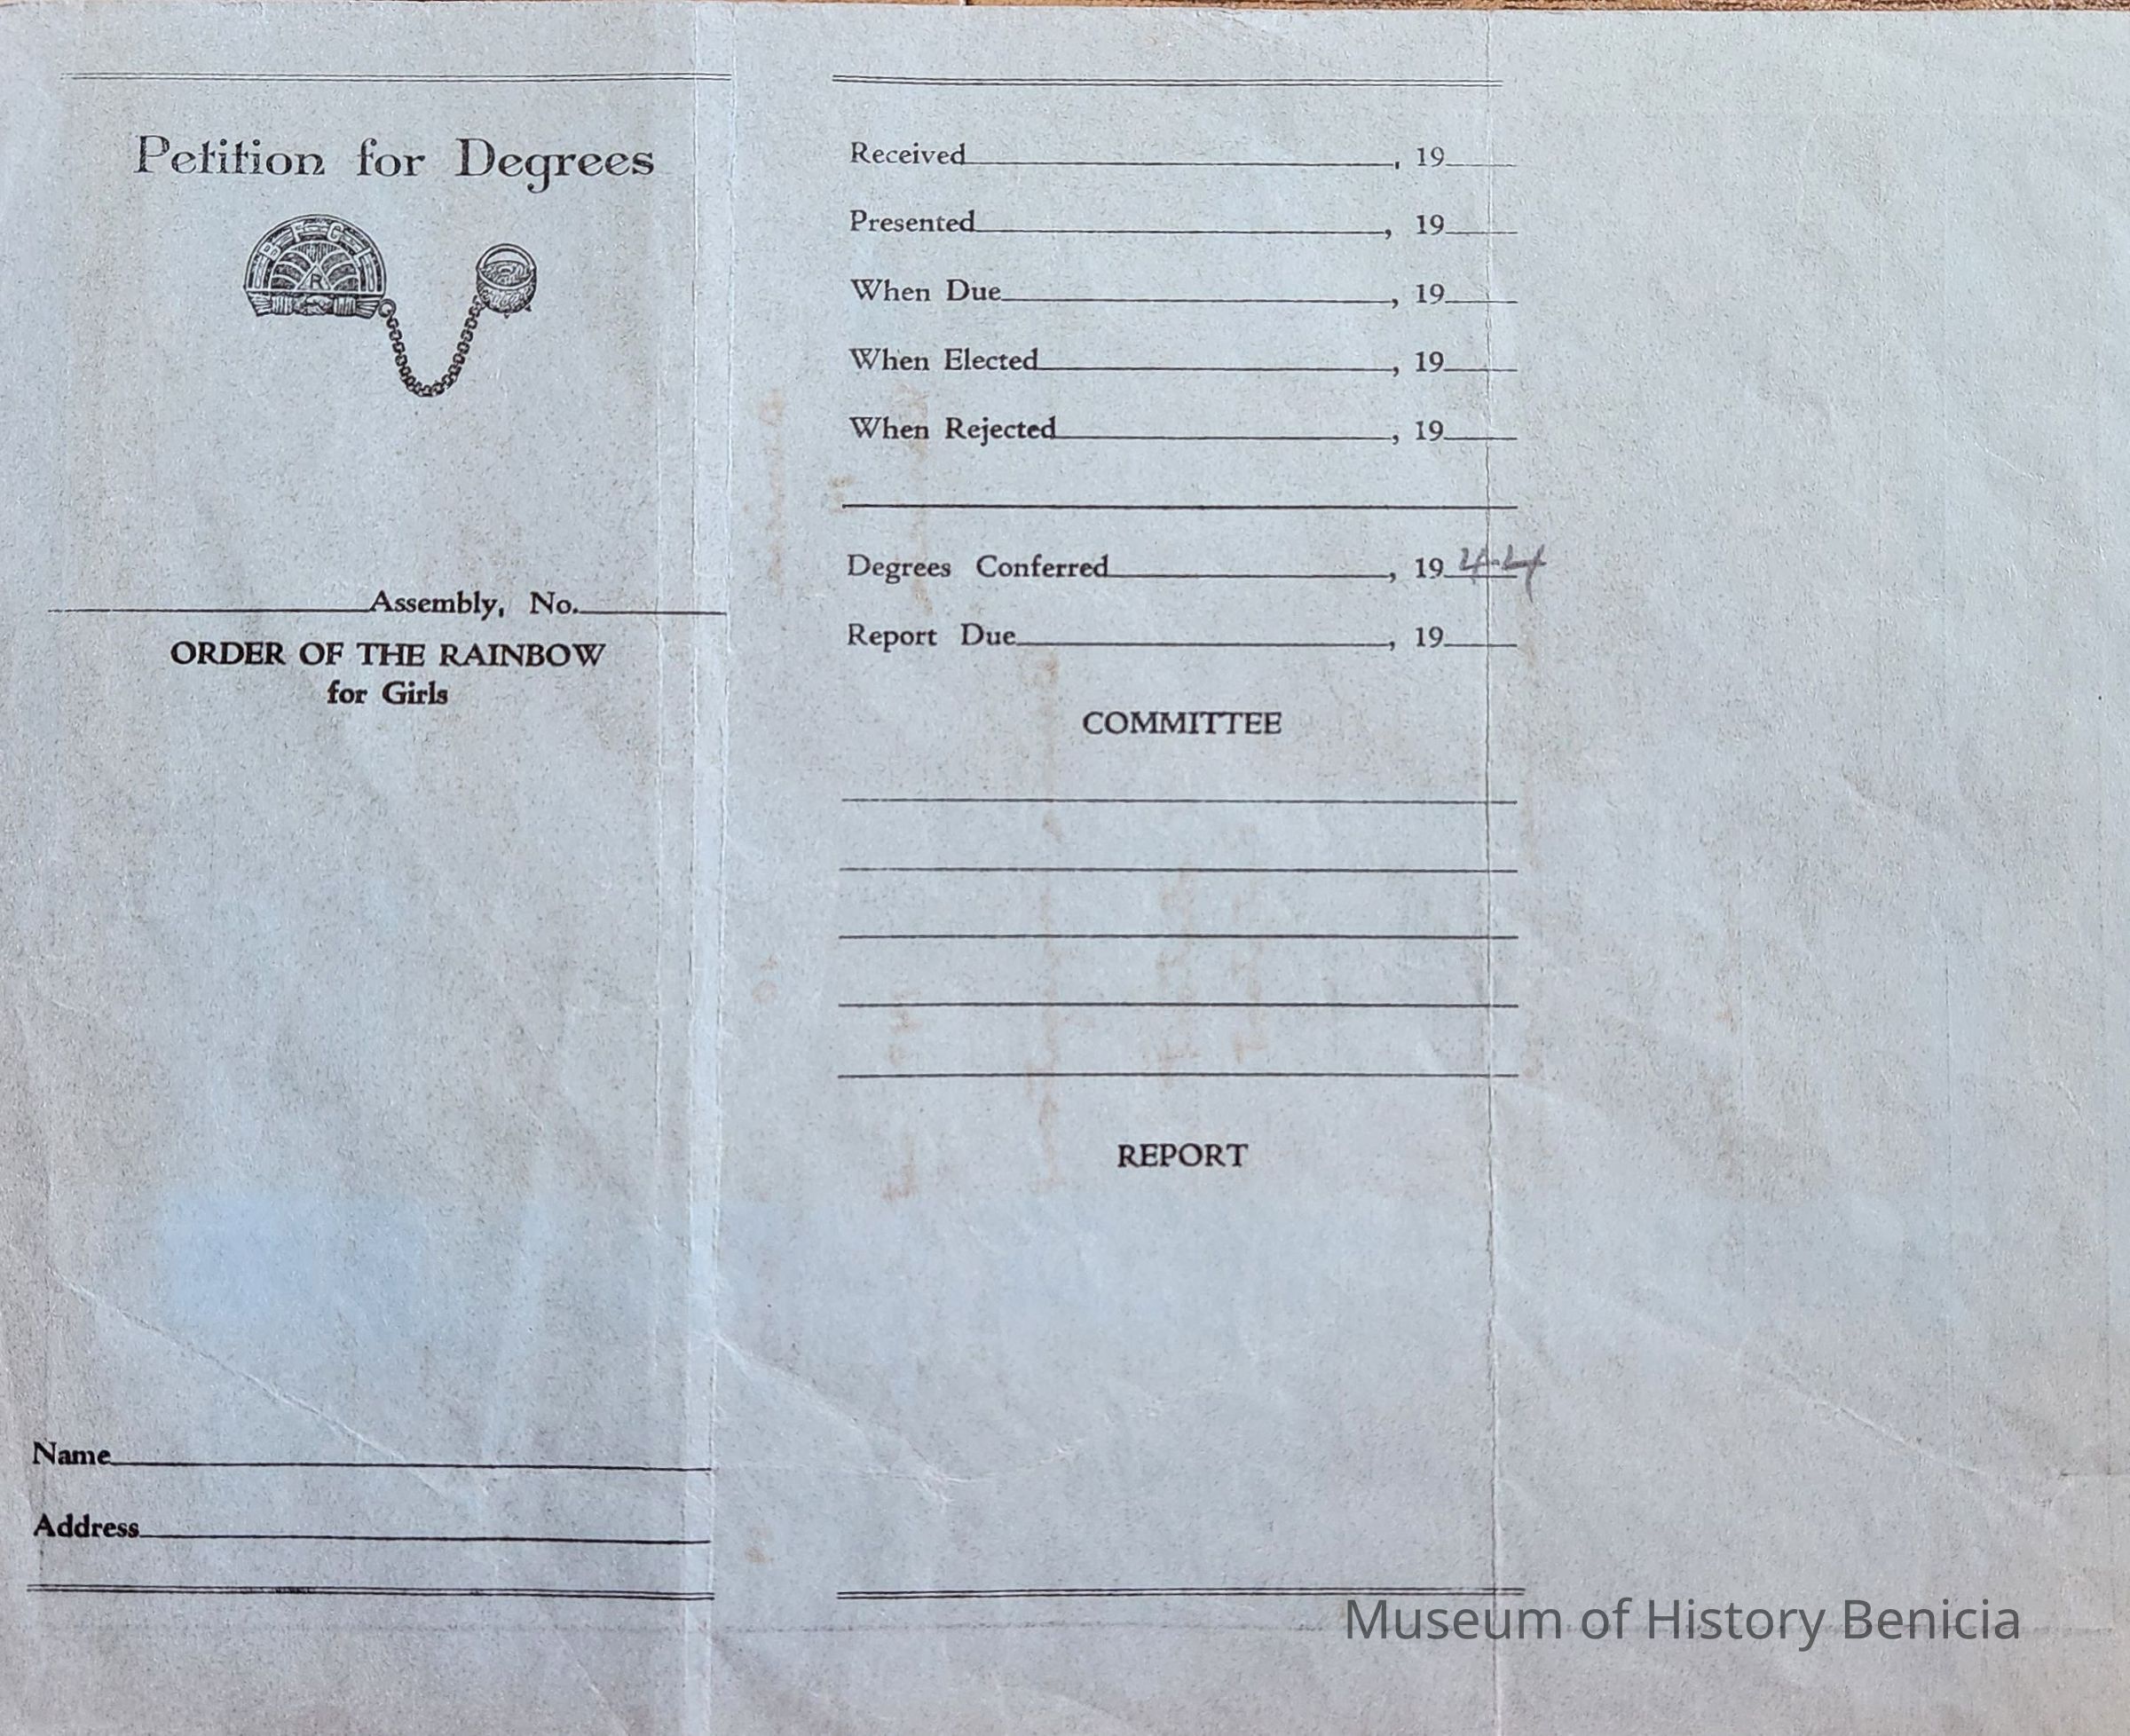 Petition for Degrees
B F C L
R
Assembly, No.
ORDER OF THE RAINBOW
for Girls
Name
Address
Received , 19
Presented , 19
When Due , 19
When Elected , 19
When Rejected , 19
Degrees Conferred , 19 44
Report Due , 19
COMMITTEE
REPORT
Museum of History Benicia